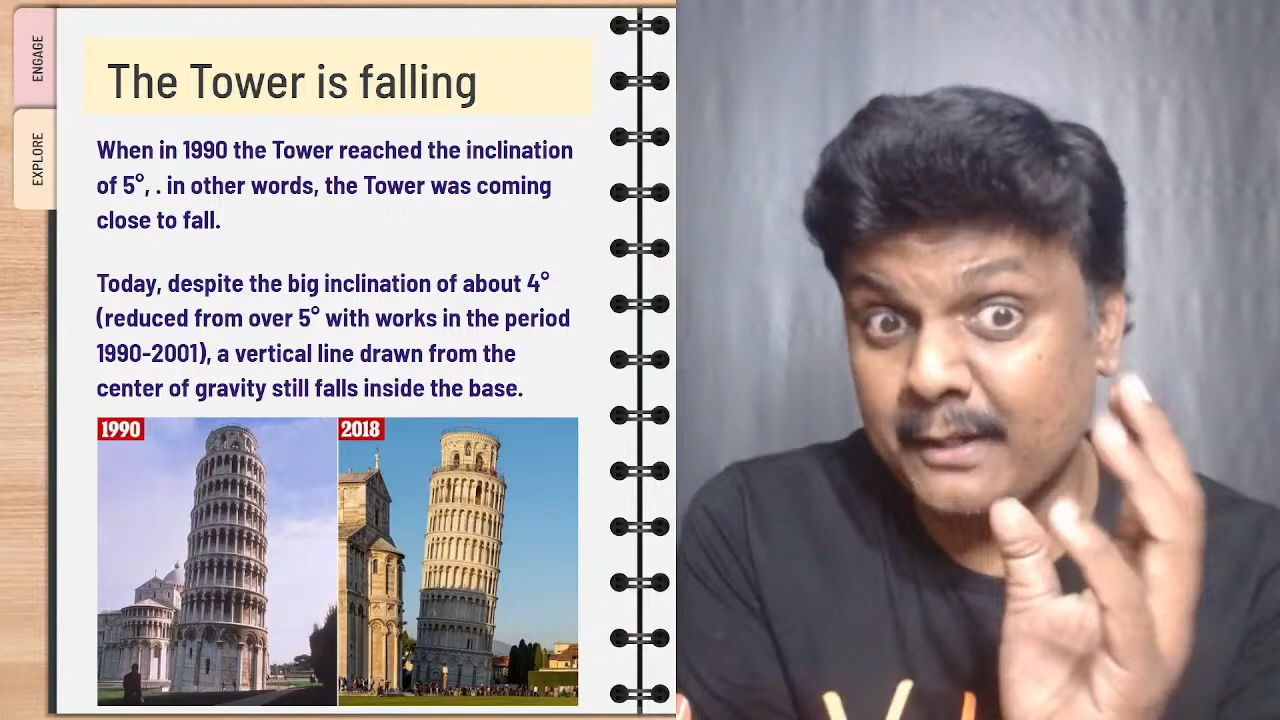 ENGAGE
EXPLORE
The Tower is falling
When in 1990 the Tower reached the inclination
of 5°, . in other words, the Tower was coming
close to fall.
Today, despite the big inclination of about 4°
(reduced from over 5° with works in the period
1990-2001), a vertical line drawn from the
center of gravity still falls inside the base.
1990
2018